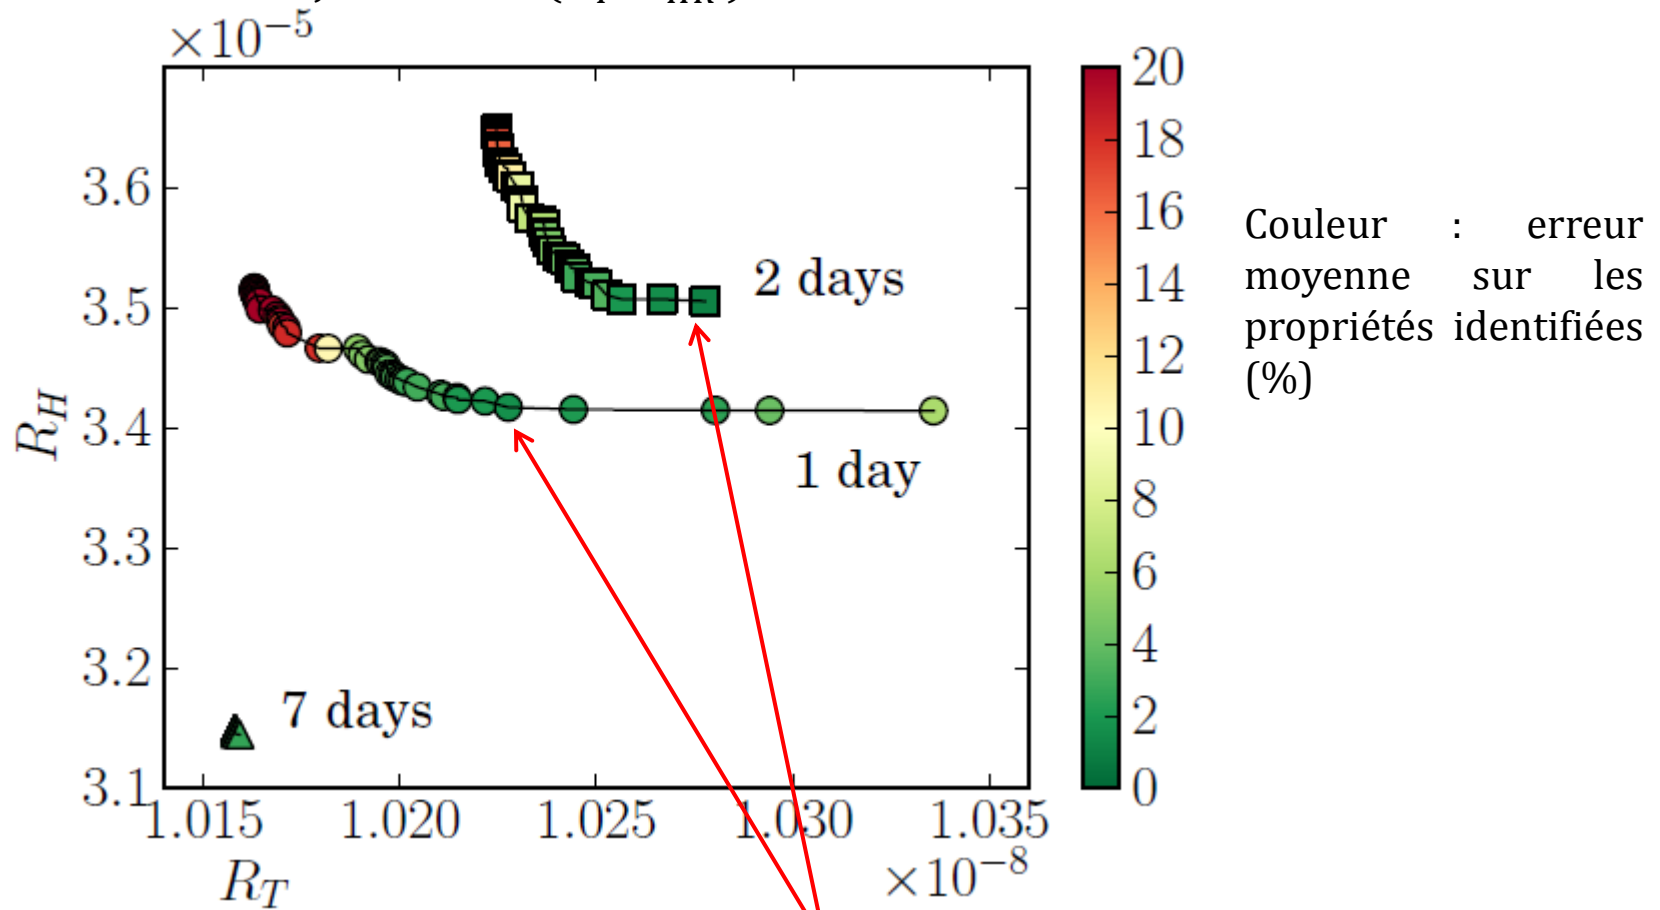 ×10⁻⁵
3.6
3.5
3.4
3.3
3.2
3.1
R_H
2 days
1 day
7 days
1.015 1.020 1.025 1.030 1.035
R_T
×10⁻⁸
20
18
16
14
12
10
8
6
4
2
0
Couleur : erreur
moyenne sur les
propriétés identifiées
(%)